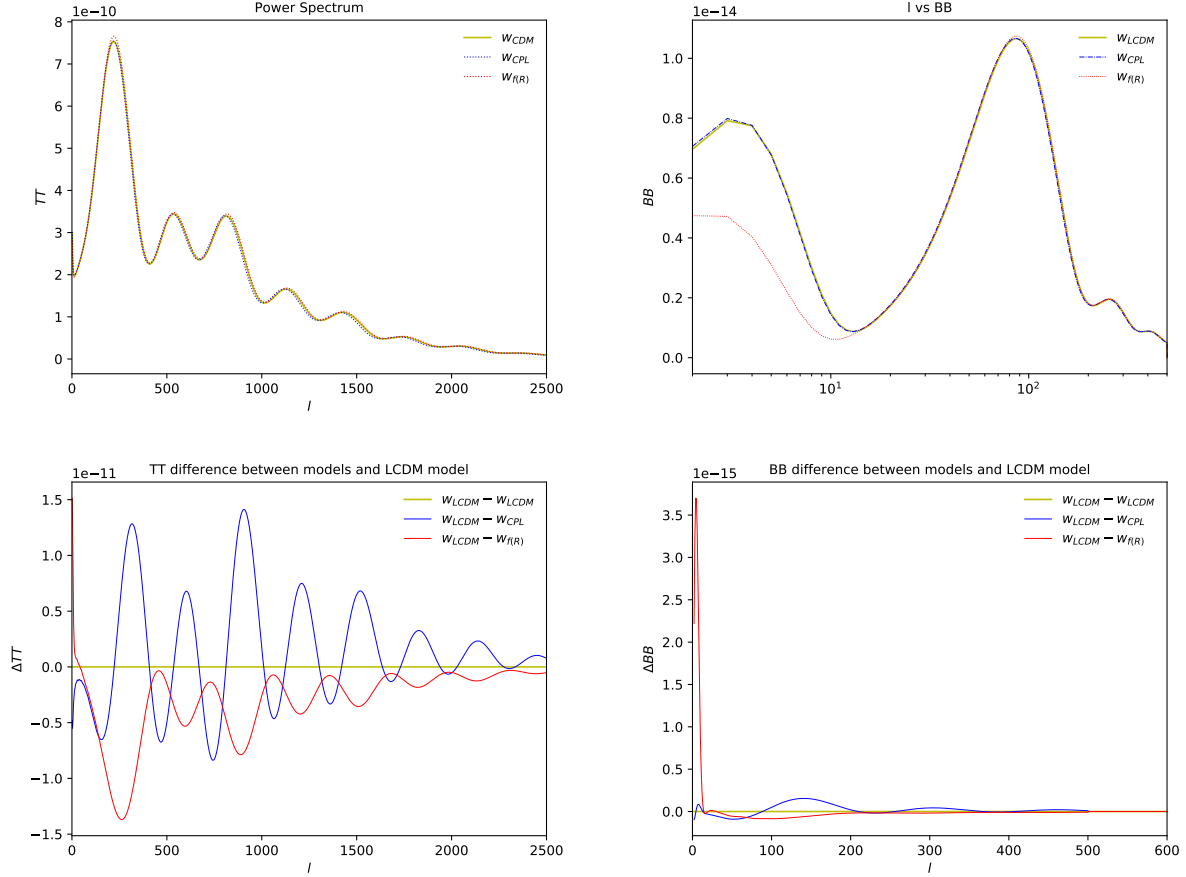 Power Spectrum
1e−10
TT
8
7
6
5
4
3
2
1
0
w_CDM
w_CPL
w_f(R)
0 500 1000 1500 2000 2500
l
l vs BB
1e−14
BB
1.0
0.8
0.6
0.4
0.2
0.0
w_LCDM
w_CPL
w_f(R)
10^1 10^2
l
TT difference between models and LCDM model
1e−11
ΔTT
1.5
1.0
0.5
0.0
−0.5
−1.0
−1.5
w_LCDM − w_LCDM
w_LCDM − w_CPL
w_LCDM − w_f(R)
0 500 1000 1500 2000 2500
l
BB difference between models and LCDM model
1e−15
ΔBB
3.5
3.0
2.5
2.0
1.5
1.0
0.5
0.0
w_LCDM − w_LCDM
w_LCDM − w_CPL
w_LCDM − w_f(R)
0 100 200 300 400 500 600
l